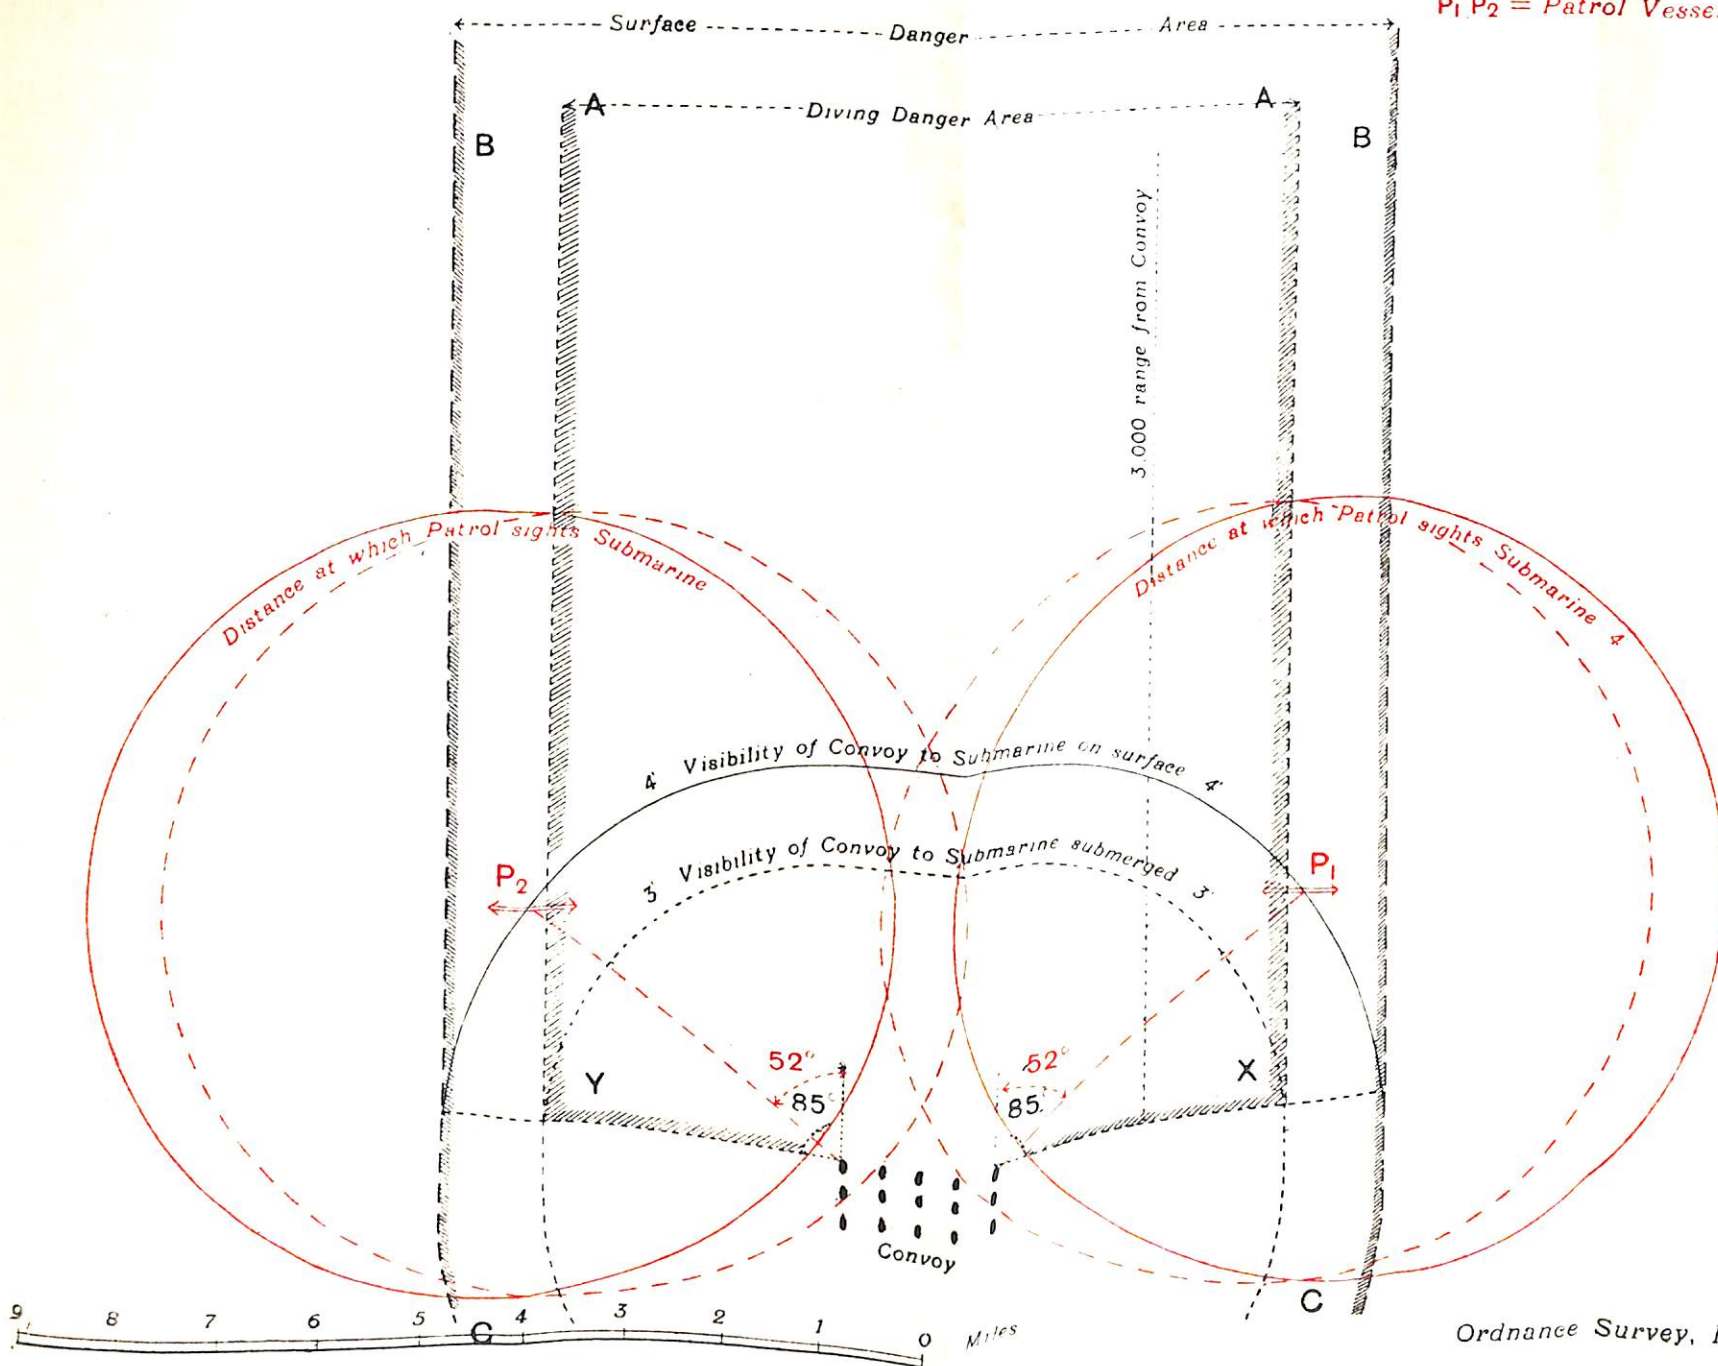 P₁ P₂ = Patrol
Surface Danger Area
A Diving Danger Area A
B B
3.000 range from Convoy
Distance at which Patrol sights Submarine
Distance at which Patrol sights Submarine 4'
4' Visibility of Convoy to Submarine on surface 4'
3' Visibility of Convoy to Submarine submerged 3'
P₂ P₁
52° 52°
Y X
85° 85°
Convoy
C C
9 8 7 6 5 4 3 2 1 0 Miles
Ordnance Survey,